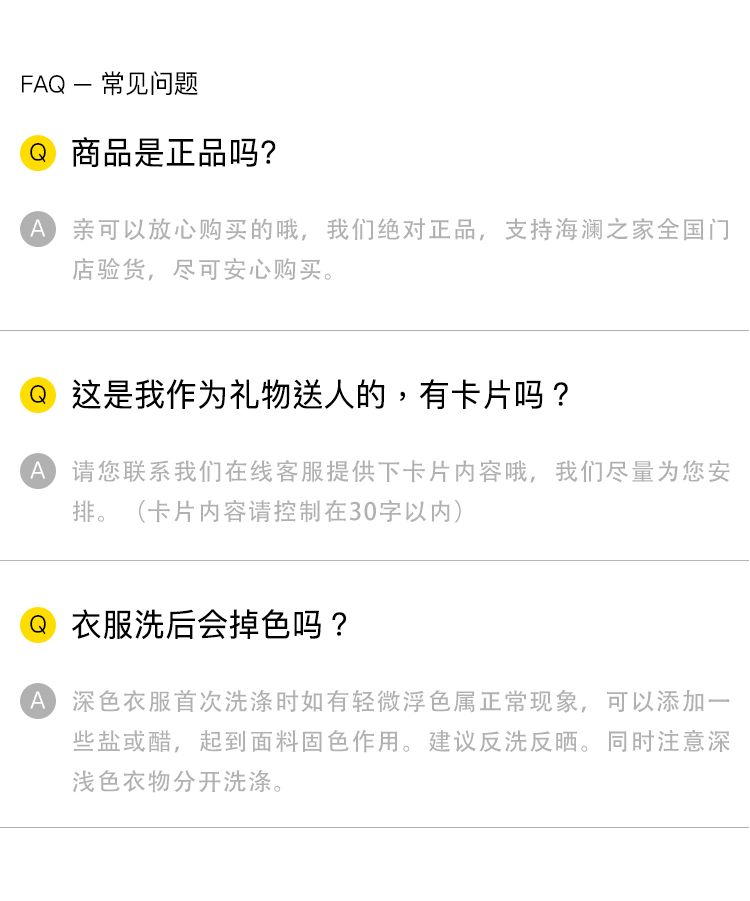 FAQ — 常见问题
Q 商品是正品吗?
A 亲可以放心购买的哦，我们绝对正品，支持海澜之家全国门
店验货，尽可安心购买。
Q 这是我作为礼物送人的，有卡片吗？
A 请您联系我们在线客服提供下卡片内容哦，我们尽量为您安
排。（卡片内容请控制在30字以内）
Q 衣服洗后会掉色吗？
A 深色衣服首次洗涤时如有轻微浮色属正常现象，可以添加一
些盐或醋，起到面料固色作用。建议反洗反晒。同时注意深
浅色衣物分开洗涤。